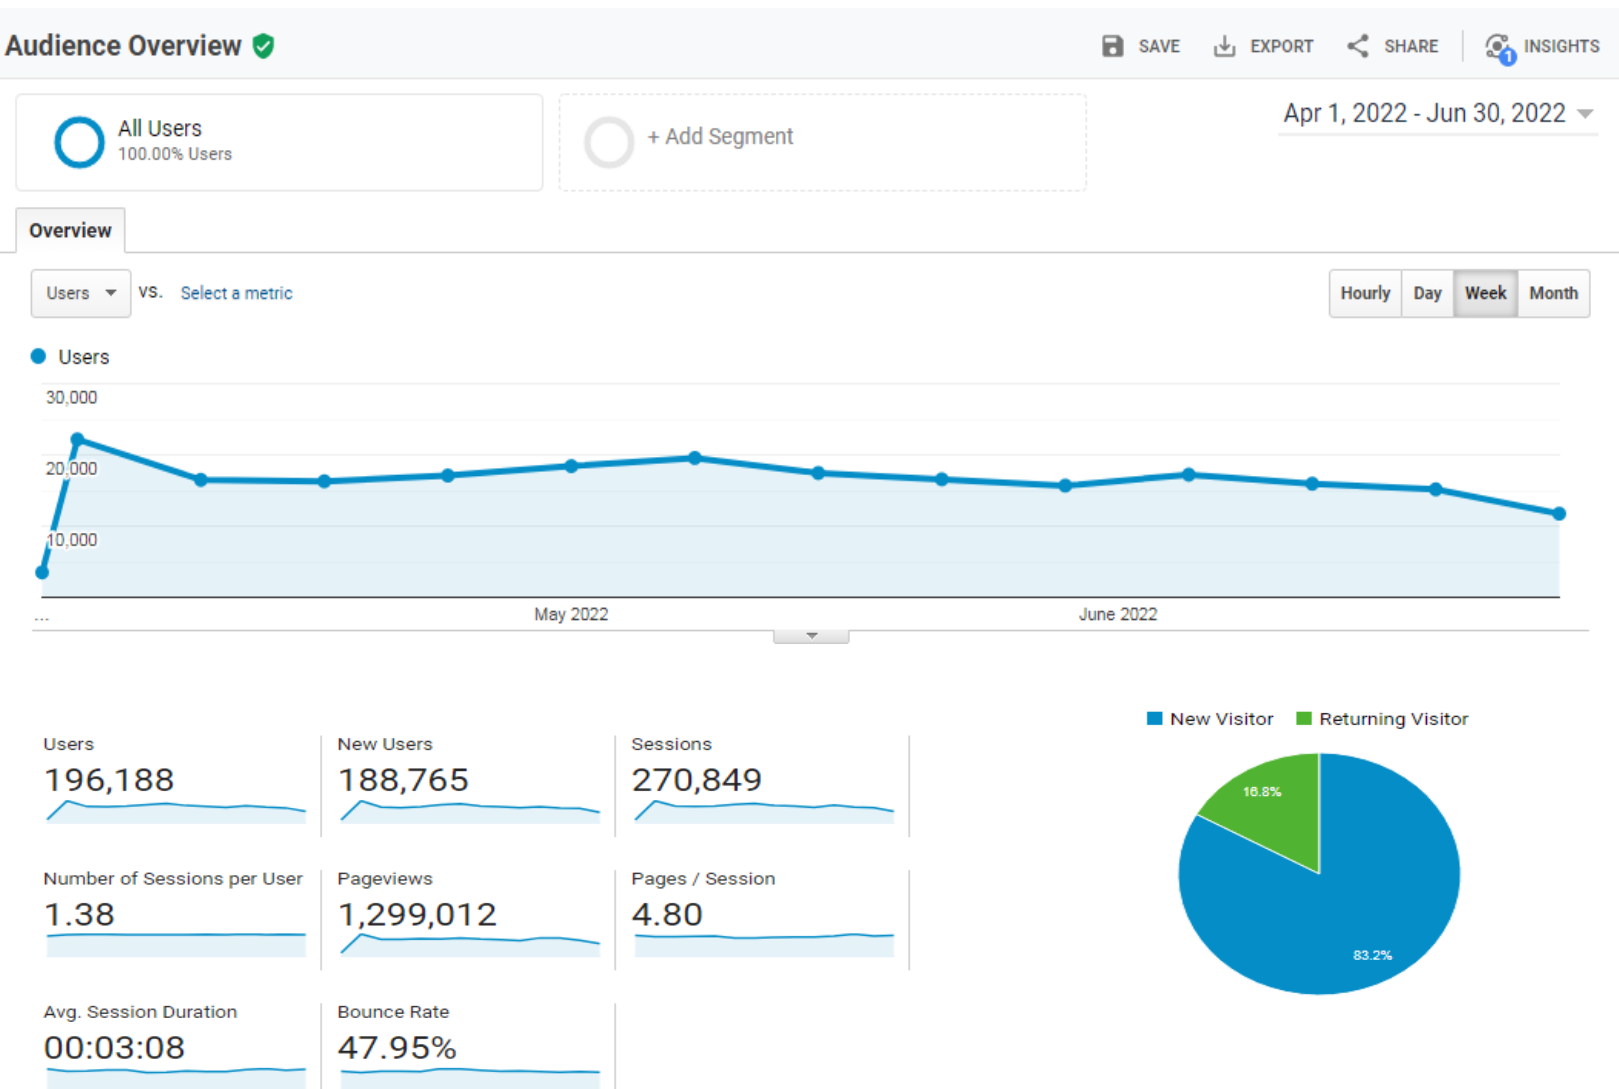 Audience Overview
SAVE
EXPORT
SHARE
1
INSIGHTS
All Users
100.00% Users
+ Add Segment
Apr 1, 2022 - Jun 30, 2022
Overview
Users
VS.
Select a metric
Hourly
Day
Week
Month
Users
30,000
20,000
10,000
...
May 2022
June 2022
New Visitor
Returning Visitor
Users
196,188
New Users
188,765
Sessions
270,849
16.8%
83.2%
Number of Sessions per User
1.38
Pageviews
1,299,012
Pages / Session
4.80
Avg. Session Duration
00:03:08
Bounce Rate
47.95%